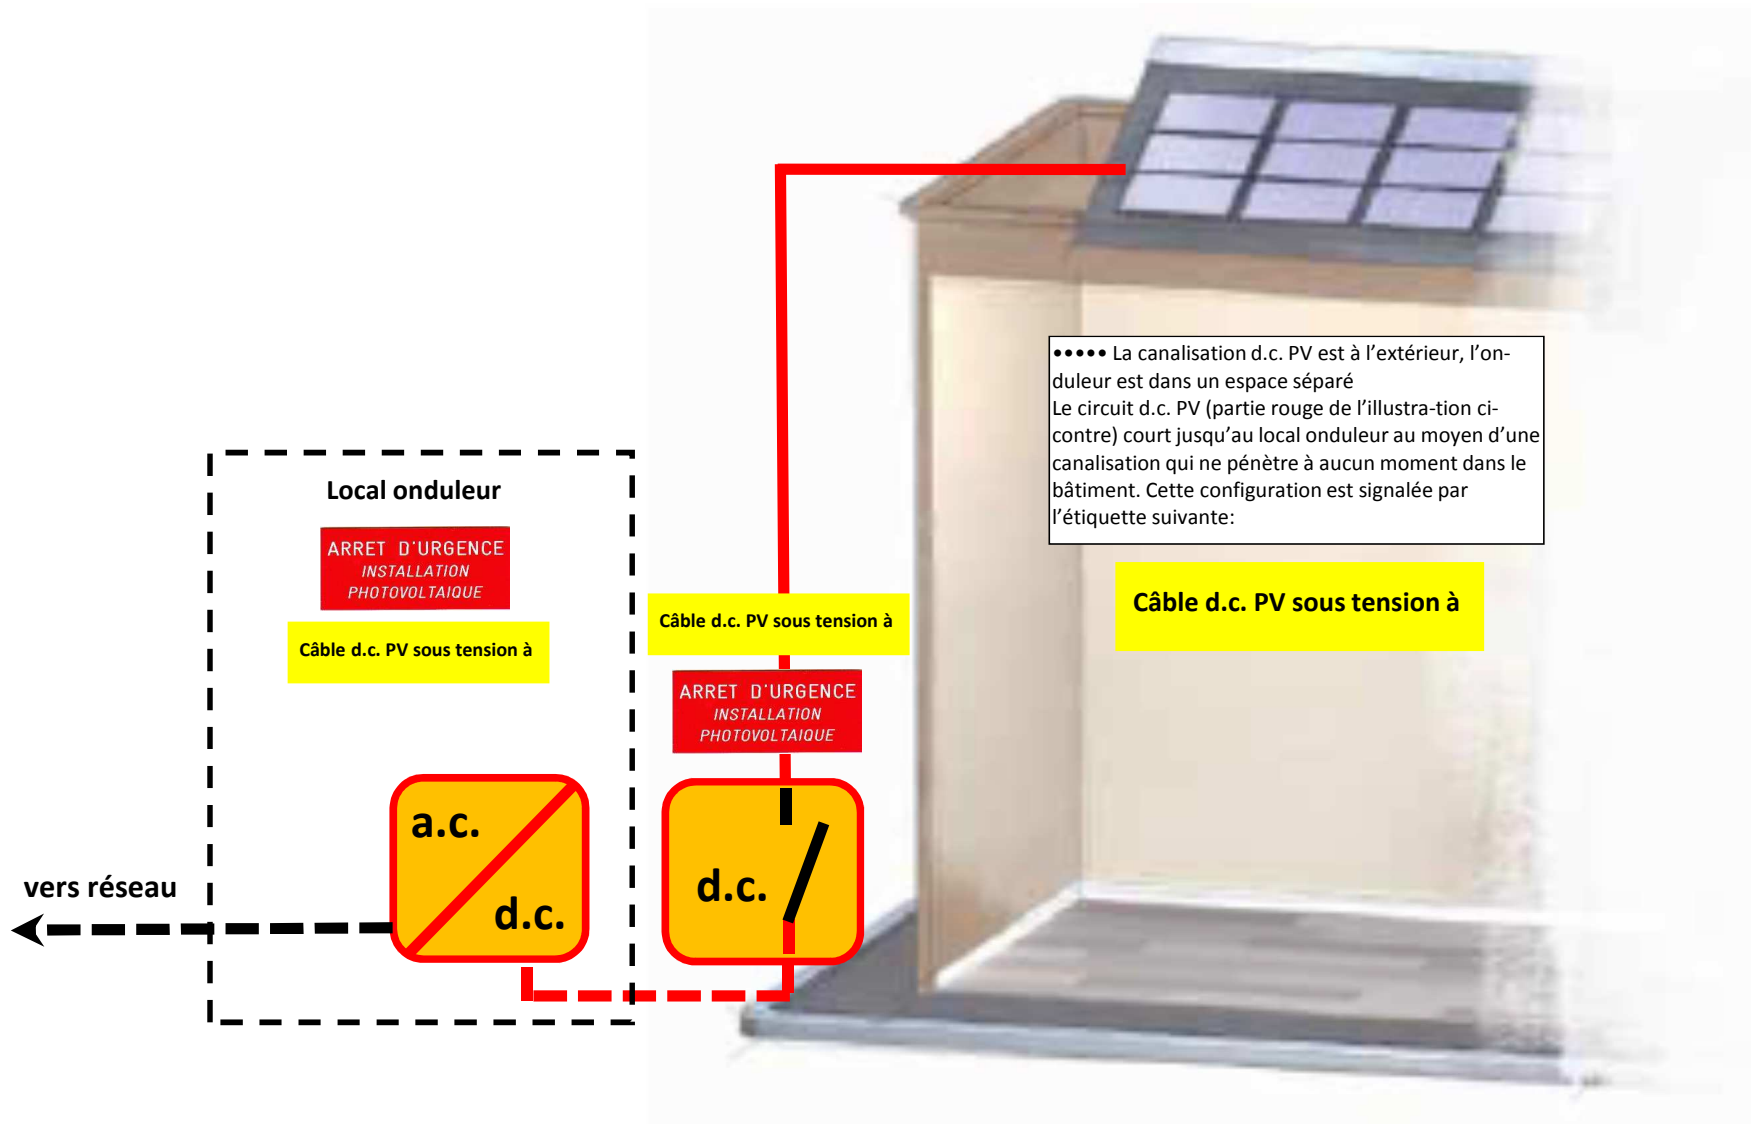 ••••• La canalisation d.c. PV est à l’extérieur, l’on-
duleur est dans un espace séparé
Le circuit d.c. PV (partie rouge de l’illustra-tion ci-
contre) court jusqu’au local onduleur au moyen d’une
canalisation qui ne pénètre à aucun moment dans le
bâtiment. Cette configuration est signalée par
l’étiquette suivante:
Câble d.c. PV sous tension à
Local onduleur
ARRET D'URGENCE
INSTALLATION
PHOTOVOLTAIQUE
Câble d.c. PV sous tension à
Câble d.c. PV sous tension à
ARRET D'URGENCE
INSTALLATION
PHOTOVOLTAIQUE
a.c.
d.c.
d.c.
vers réseau